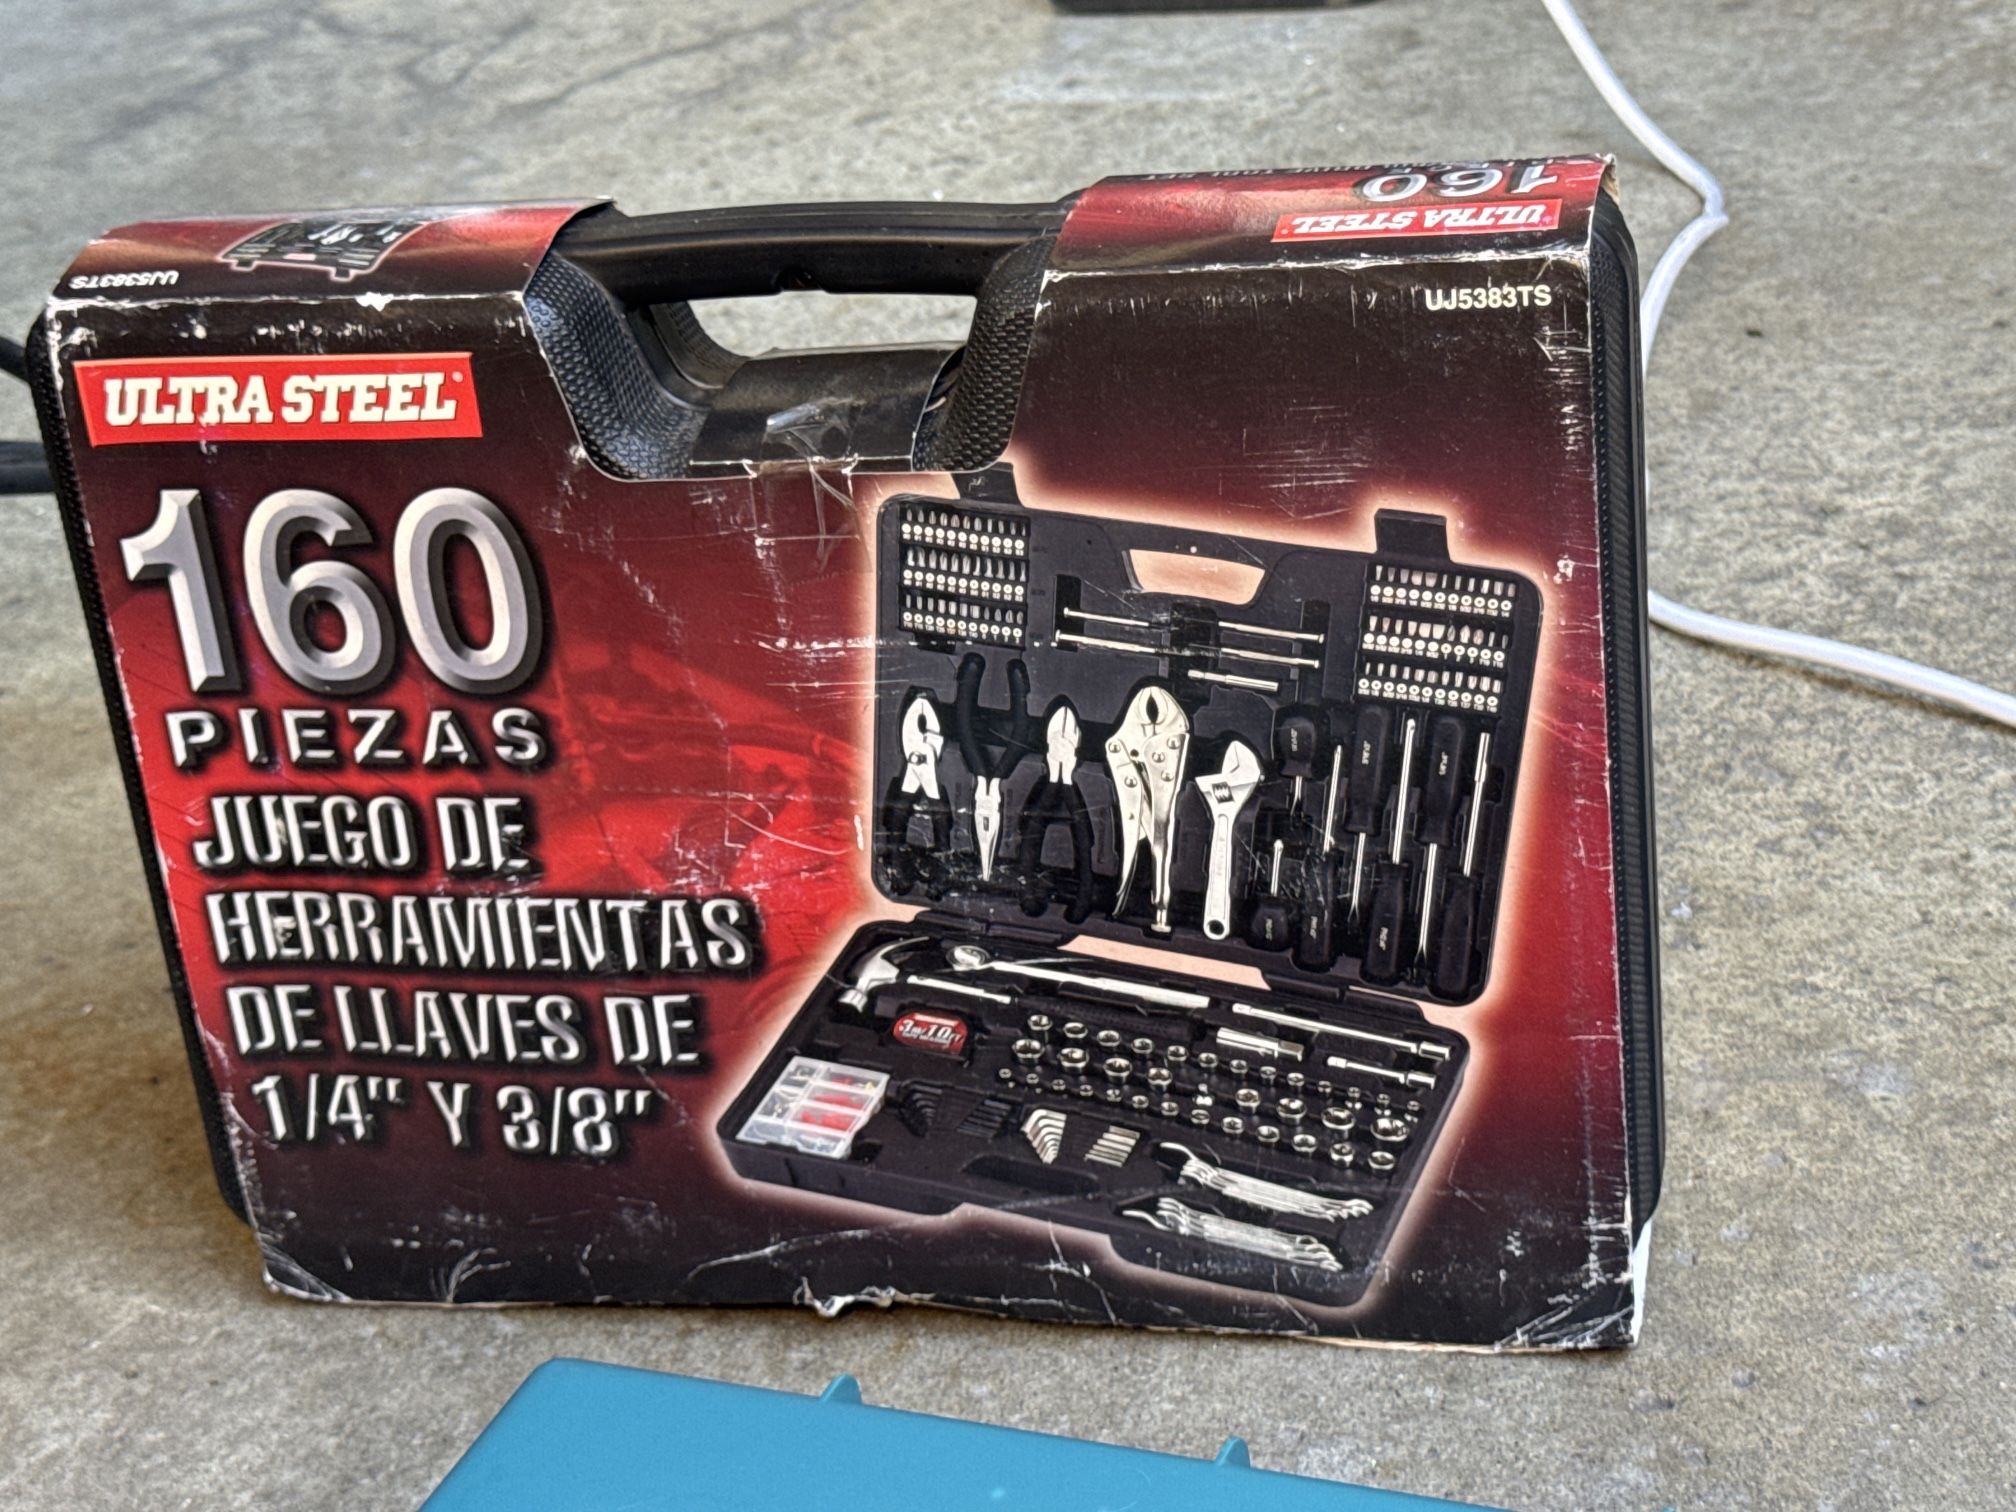 160
ULTRA STEEL
UJ5383TS
UJ5383TS
ULTRA STEEL®
160
PIEZAS
JUEGO DE
HERRAMIENTAS
DE LLAVES DE
1/4" Y 3/8"